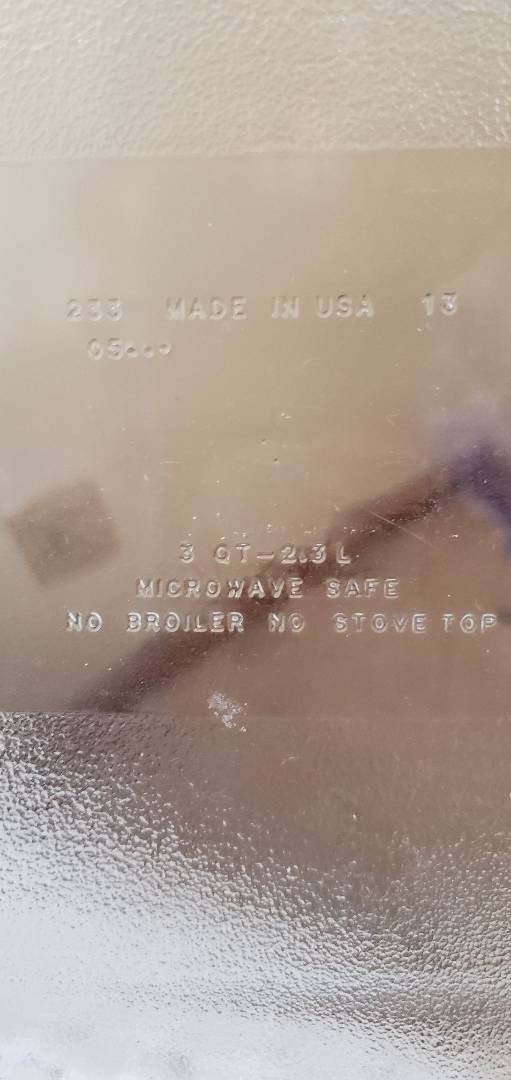 233 MADE IN USA 13
05...
3 QT-2.3L
MICROWAVE SAFE
NO BROILER NO STOVE TOP